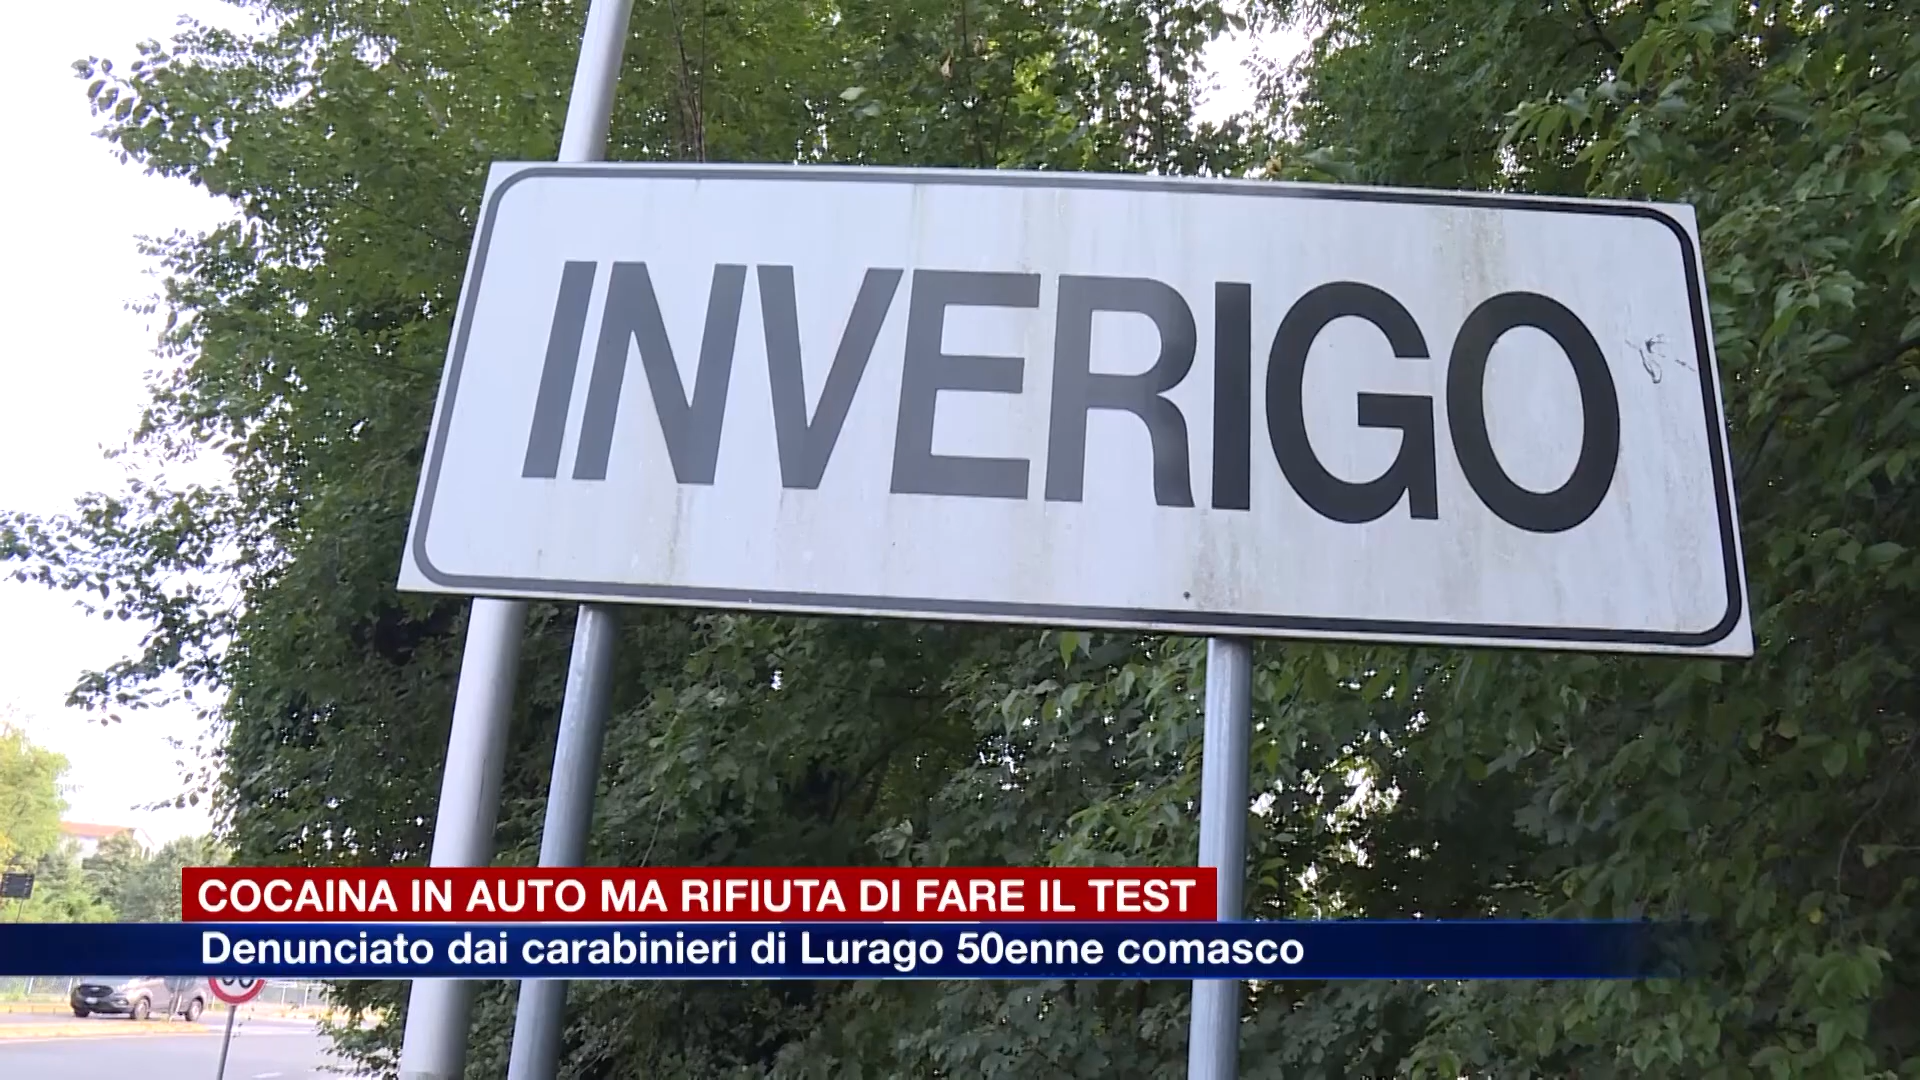 INVERIGO
COCAINA IN AUTO MA RIFIUTA DI FARE IL TEST
Denunciato dai carabinieri di Lurago 50enne comasco